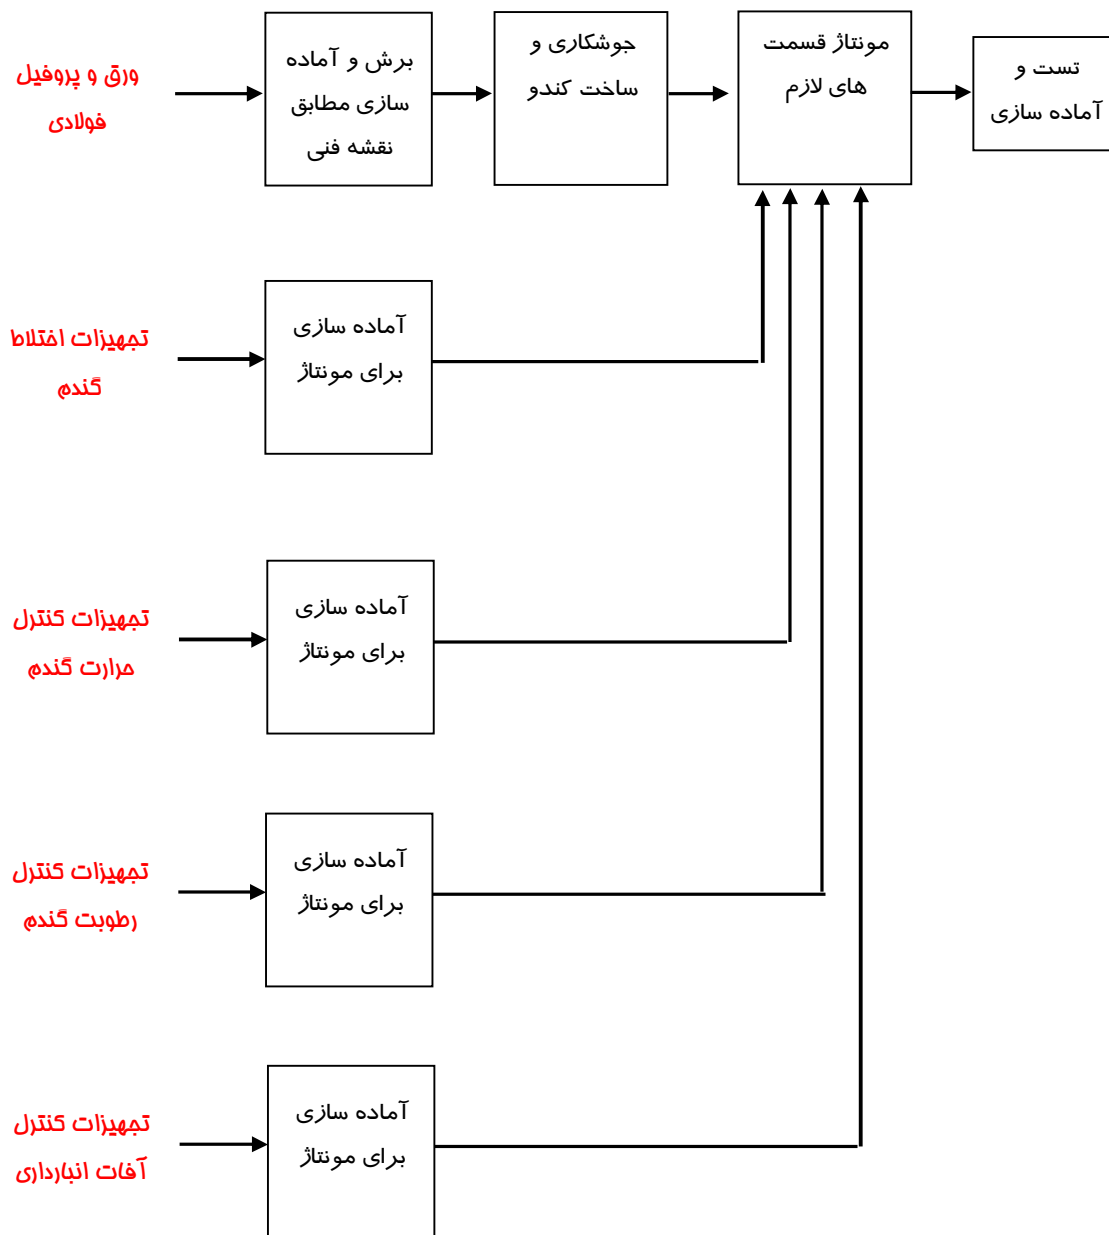 ورق و پروفیل
فولادی
برش و آماده
سازی مطابق
نقشه فنی
جوشکاری و
ساخت کندو
مونتاژ قسمت
های لازم
تست و
آماده سازی
تجهیزات اختلاط
گندم
آماده سازی
برای مونتاژ
تجهیزات کنترل
حرارت گندم
آماده سازی
برای مونتاژ
تجهیزات کنترل
رطوبت گندم
آماده سازی
برای مونتاژ
تجهیزات کنترل
آفات انبارداری
آماده سازی
برای مونتاژ